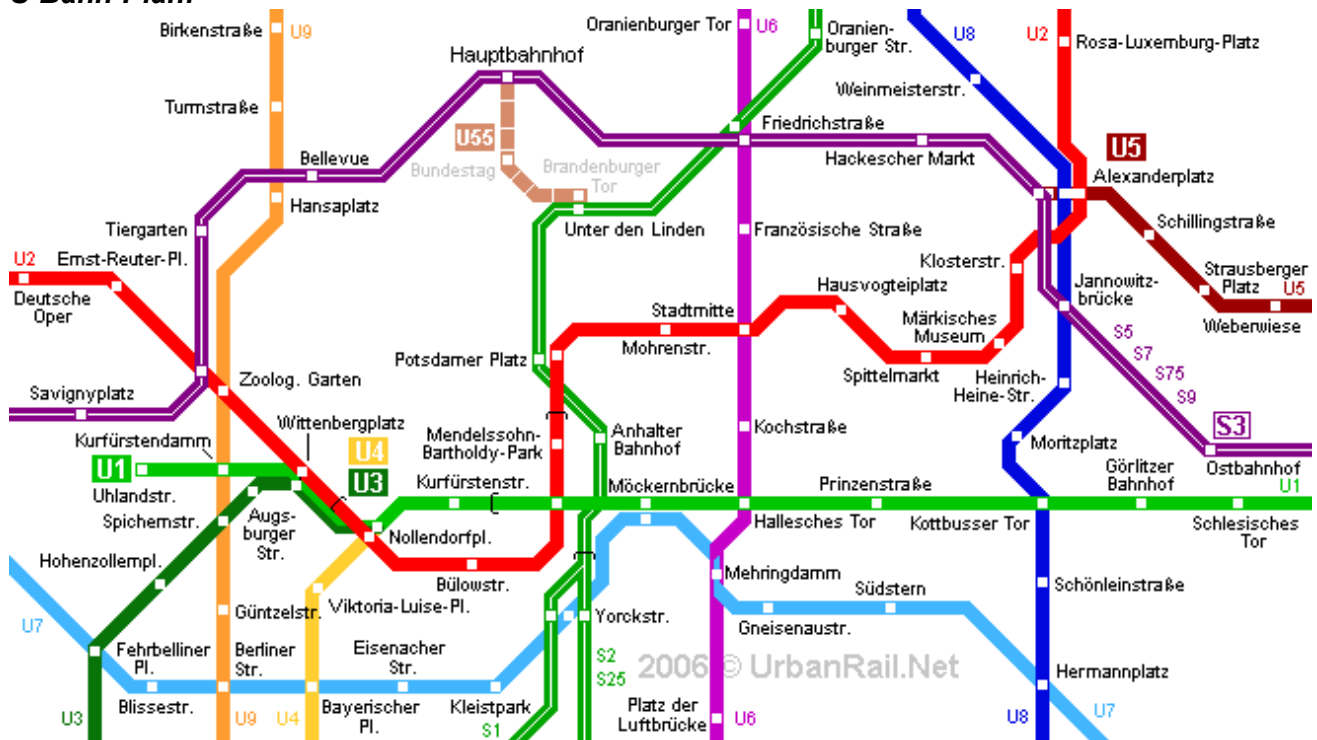 Birkenstraße
U9
Oranienburger Tor
U6
Oranien-
burger Str.
U8
U2
Rosa-Luxemburg-Platz
Hauptbahnhof
Weinmeisterstr.
Turmstraße
Friedrichstraße
U55
U5
Bellevue
Bundestag
Brandenburger
Tor
Hackescher Markt
Alexanderplatz
Hansaplatz
Schillingstraße
Tiergarten
Unter den Linden
Französische Straße
U2
Ernst-Reuter-Pl.
Klosterstr.
Strausberger
Platz
U5
Deutsche
Oper
Hausvogteiplatz
Jannowitz-
brücke
Stadtmitte
Märkisches
Museum
Weberwiese
Mohrenstr.
S5
S7
S75
S9
Potsdamer Platz
Spittelmarkt
Heinrich-
Heine-Str.
Zoolog. Garten
Savignyplatz
Wittenbergplatz
S3
Kurfürstendamm
U4
Mendelssohn-
Bartholdy-Park
Anhalter
Bahnhof
Kochstraße
Moritzplatz
Ostbahnhof
U1
U1
U3
Kurfürstenstr.
Möckernbrücke
Prinzenstraße
Görlitzer
Bahnhof
Uhlandstr.
Spichernstr.
Augs-
burger
Str.
Nollendorfpl.
Hallesches Tor
Kottbusser Tor
Schlesisches
Tor
Hohenzollernpl.
Bülowstr.
Mehringdamm
Südstern
Schönleinstraße
U7
Güntzelstr.
Viktoria-Luise-Pl.
Yorckstr.
Gneisenaustr.
Fehrbelliner
Pl.
Berliner
Str.
Eisenacher
Str.
S2
S25
2006 © UrbanRail.Net
Hermannplatz
U3
Blissestr.
U9
U4
Bayerischer
Pl.
Kleistpark
S1
Platz der
Luftbrücke
U6
U8
U7